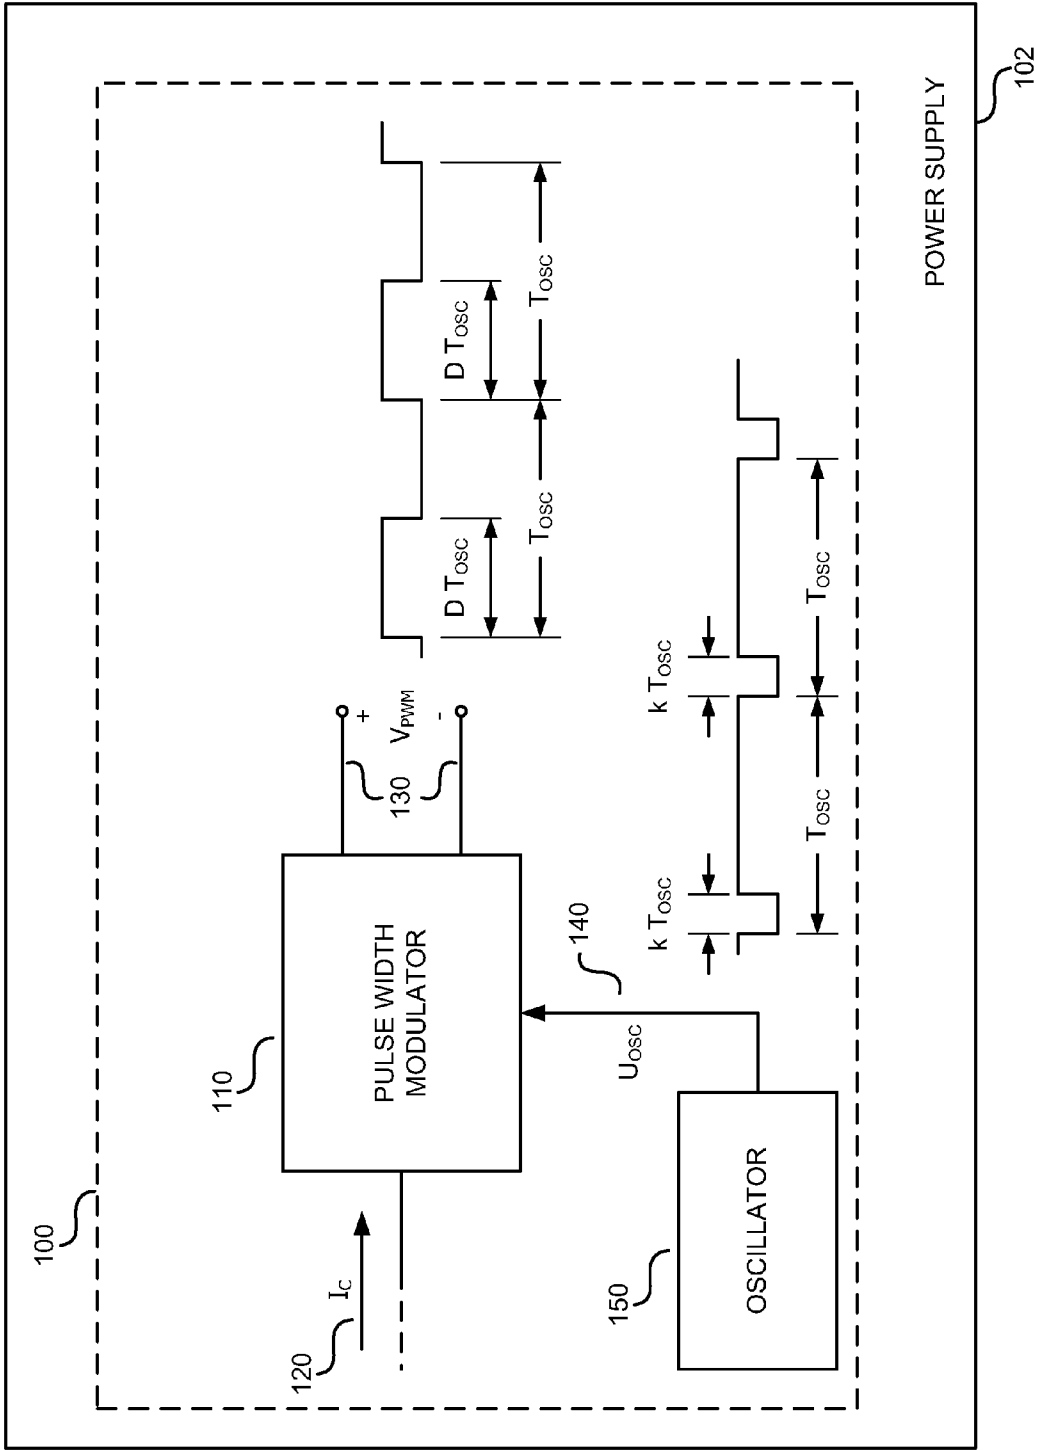 100
120
I_C
110
PULSE WIDTH
MODULATOR
130
+
V_PWM
-
D T_OSC
D T_OSC
T_OSC
T_OSC
140
U_OSC
150
OSCILLATOR
k T_OSC
k T_OSC
T_OSC
T_OSC
POWER SUPPLY
102